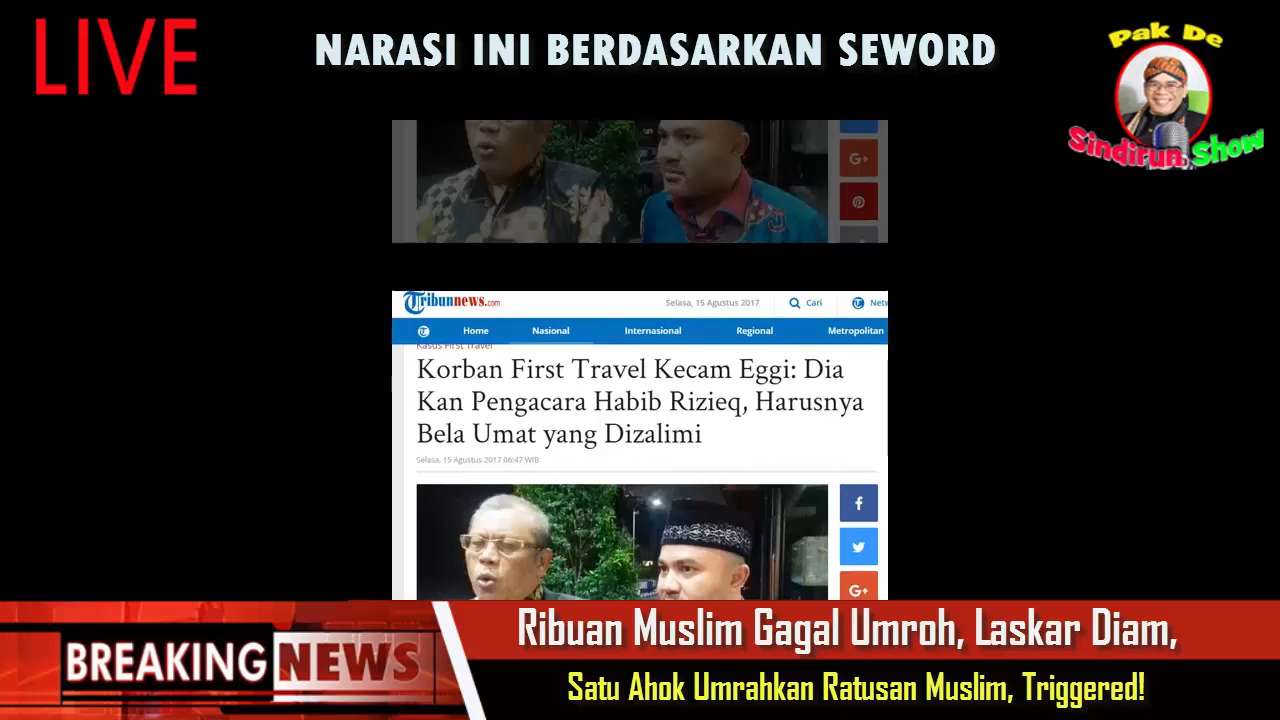 LIVE
NARASI INI BERDASARKAN SEWORD
Pak De
Sindirun Show
G+
Tribunnews.com
Selasa, 15 Agustus 2017
Cari
Netw
Home
Nasional
Internasional
Regional
Metropolitan
Kasus First Travel
Korban First Travel Kecam Eggi: Dia
Kan Pengacara Habib Rizieq, Harusnya
Bela Umat yang Dizalimi
Selasa, 15 Agustus 2017 06:47 WIB
G+
BREAKING NEWS
Ribuan Muslim Gagal Umroh, Laskar Diam,
Satu Ahok Umrahkan Ratusan Muslim, Triggered!